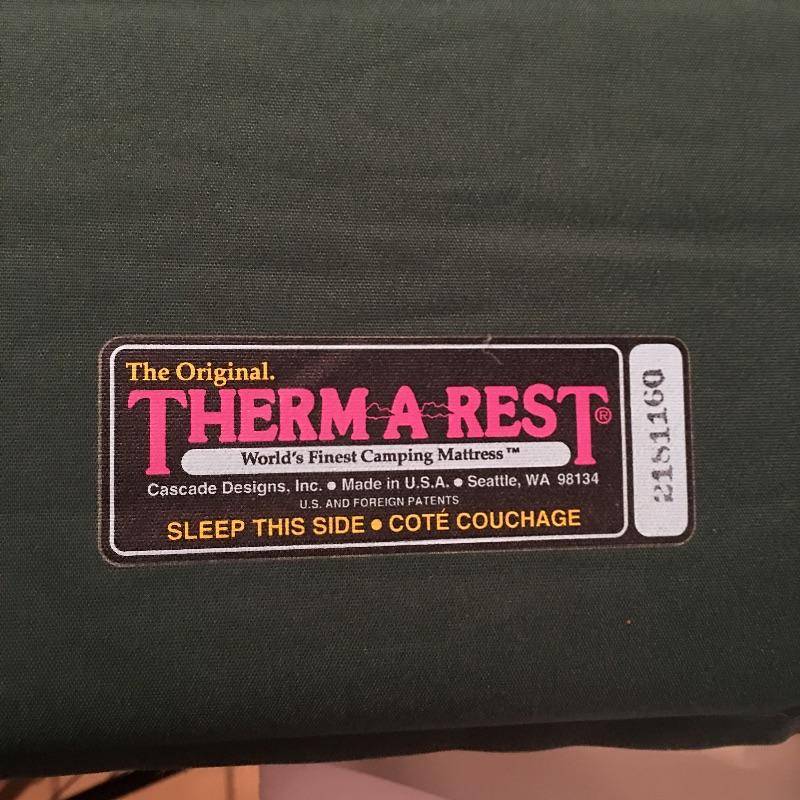 The Original.
THERM-A-REST®
World's Finest Camping Mattress™
Cascade Designs, Inc. • Made in U.S.A. • Seattle, WA 98134
U.S. AND FOREIGN PATENTS
SLEEP THIS SIDE • COTÉ COUCHAGE
2181160